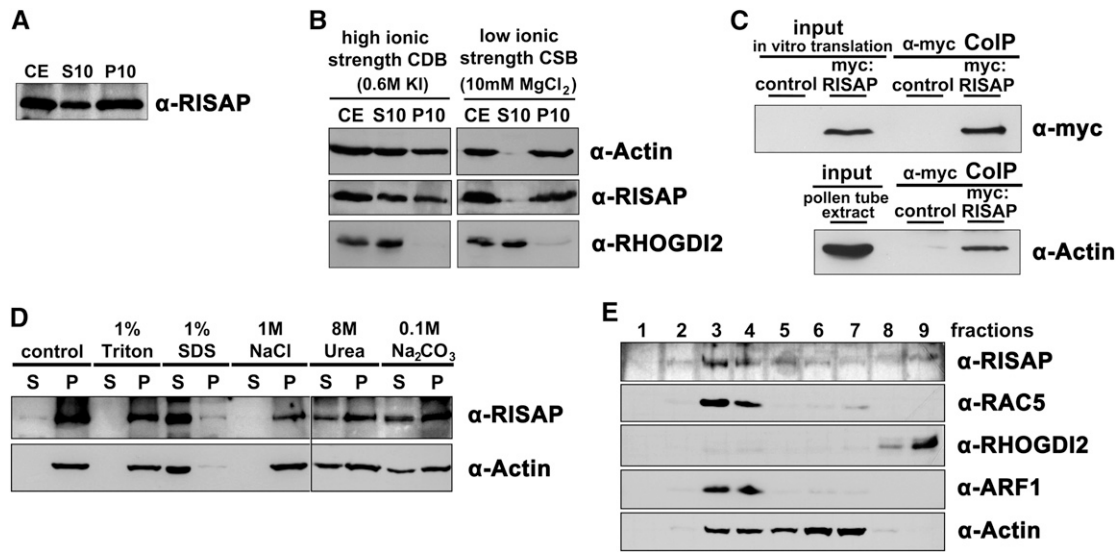 A
CE S10 P10
α-RISAP
B
high ionic
strength CDB
(0.6M KI)
low ionic
strength CSB
(10mM MgCl₂)
CE S10 P10 CE S10 P10
α-Actin
α-RISAP
α-RHOGDI2
C
input
in vitro translation
α-myc CoIP
control myc:
RISAP
control myc:
RISAP
α-myc
input
pollen tube
extract
α-myc CoIP
control myc:
RISAP
α-Actin
D
control
1%
Triton
1%
SDS
1M
NaCl
8M
Urea
0.1M
Na₂CO₃
S P S P S P S P S P S P
α-RISAP
α-Actin
E
1 2 3 4 5 6 7 8 9 fractions
α-RISAP
α-RAC5
α-RHOGDI2
α-ARF1
α-Actin